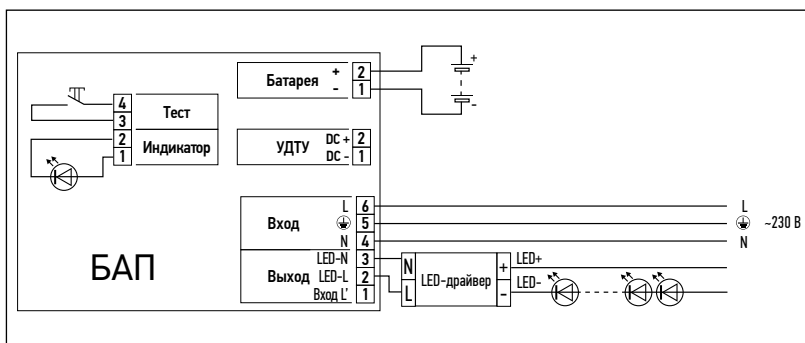 Батарея + 2
- 1
4 Тест
3
2 Индикатор
1
УДТУ DC + 2
DC - 1
+
-
Вход L 6
5
N 4
Выход LED-N 3
LED-L 2
Вход L' 1
БАП
N LED-драйвер + LED+
L - LED-
L
~230 В
N